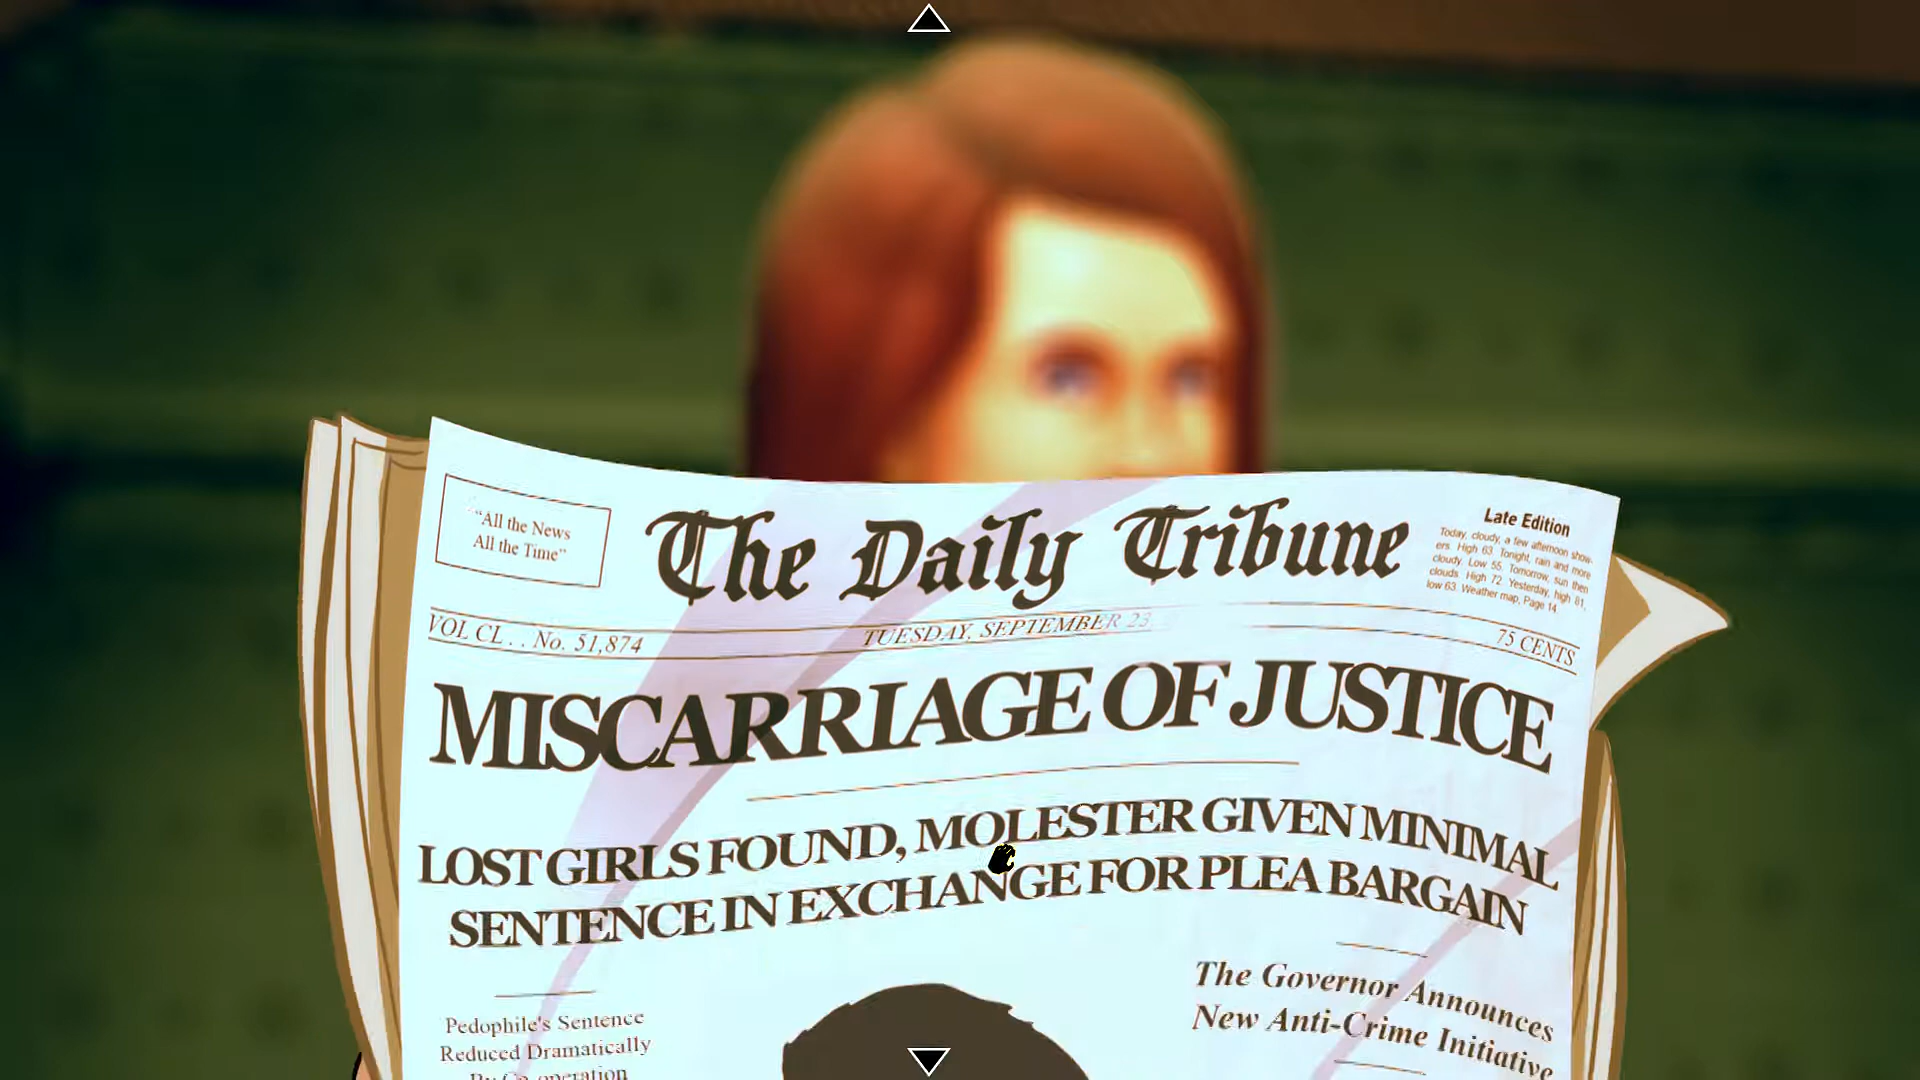 "All the News
All the Time"
The Daily Tribune
Late Edition
Today, cloudy, a few afternoon show-
ers. High 63. Tonight, rain and more
cloudy. Low 55. Tomorrow, sun then
clouds. High 72. Yesterday, high 81,
low 63. Weather map, Page 14
VOL CL . . No. 51,874
TUESDAY, SEPTEMBER 23,
75 CENTS
MISCARRIAGE OF JUSTICE
LOST GIRLS FOUND, MOLESTER GIVEN MINIMAL
SENTENCE IN EXCHANGE FOR PLEA BARGAIN
Pedophile's Sentence
Reduced Dramatically
By Co-operation
The Governor Announces
New Anti-Crime Initiative